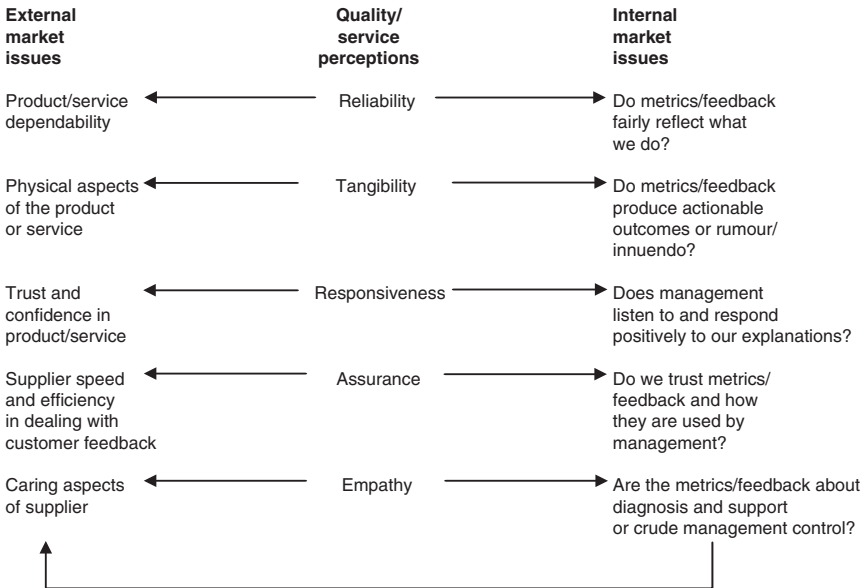 External
market
issues
Quality/
service
perceptions
Internal
market
issues
Product/service
dependability
Reliability
Do metrics/feedback
fairly reflect what
we do?
Physical aspects
of the product
or service
Tangibility
Do metrics/feedback
produce actionable
outcomes or rumour/
innuendo?
Trust and
confidence in
product/service
Responsiveness
Does management
listen to and respond
positively to our explanations?
Supplier speed
and efficiency
in dealing with
customer feedback
Assurance
Do we trust metrics/
feedback and how
they are used by
management?
Caring aspects
of supplier
Empathy
Are the metrics/feedback about
diagnosis and support
or crude management control?